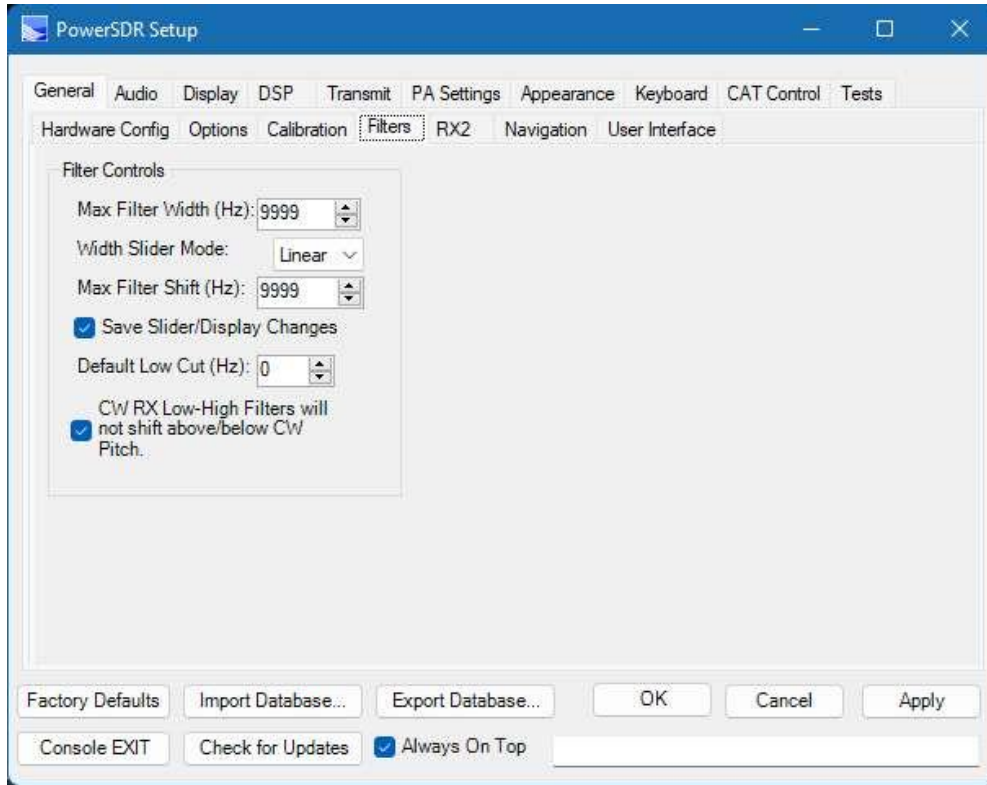 PowerSDR Setup
General Audio Display DSP Transmit PA Settings Appearance Keyboard CAT Control Tests
Hardware Config Options Calibration Filters RX2 Navigation User Interface
Filter Controls
Max Filter Width (Hz): 9999
Width Slider Mode: Linear
Max Filter Shift (Hz): 9999
Save Slider/Display Changes
Default Low Cut (Hz): 0
CW RX Low-High Filters will
not shift above/below CW
Pitch.
Factory Defaults Import Database... Export Database... OK Cancel Apply
Console EXIT Check for Updates Always On Top